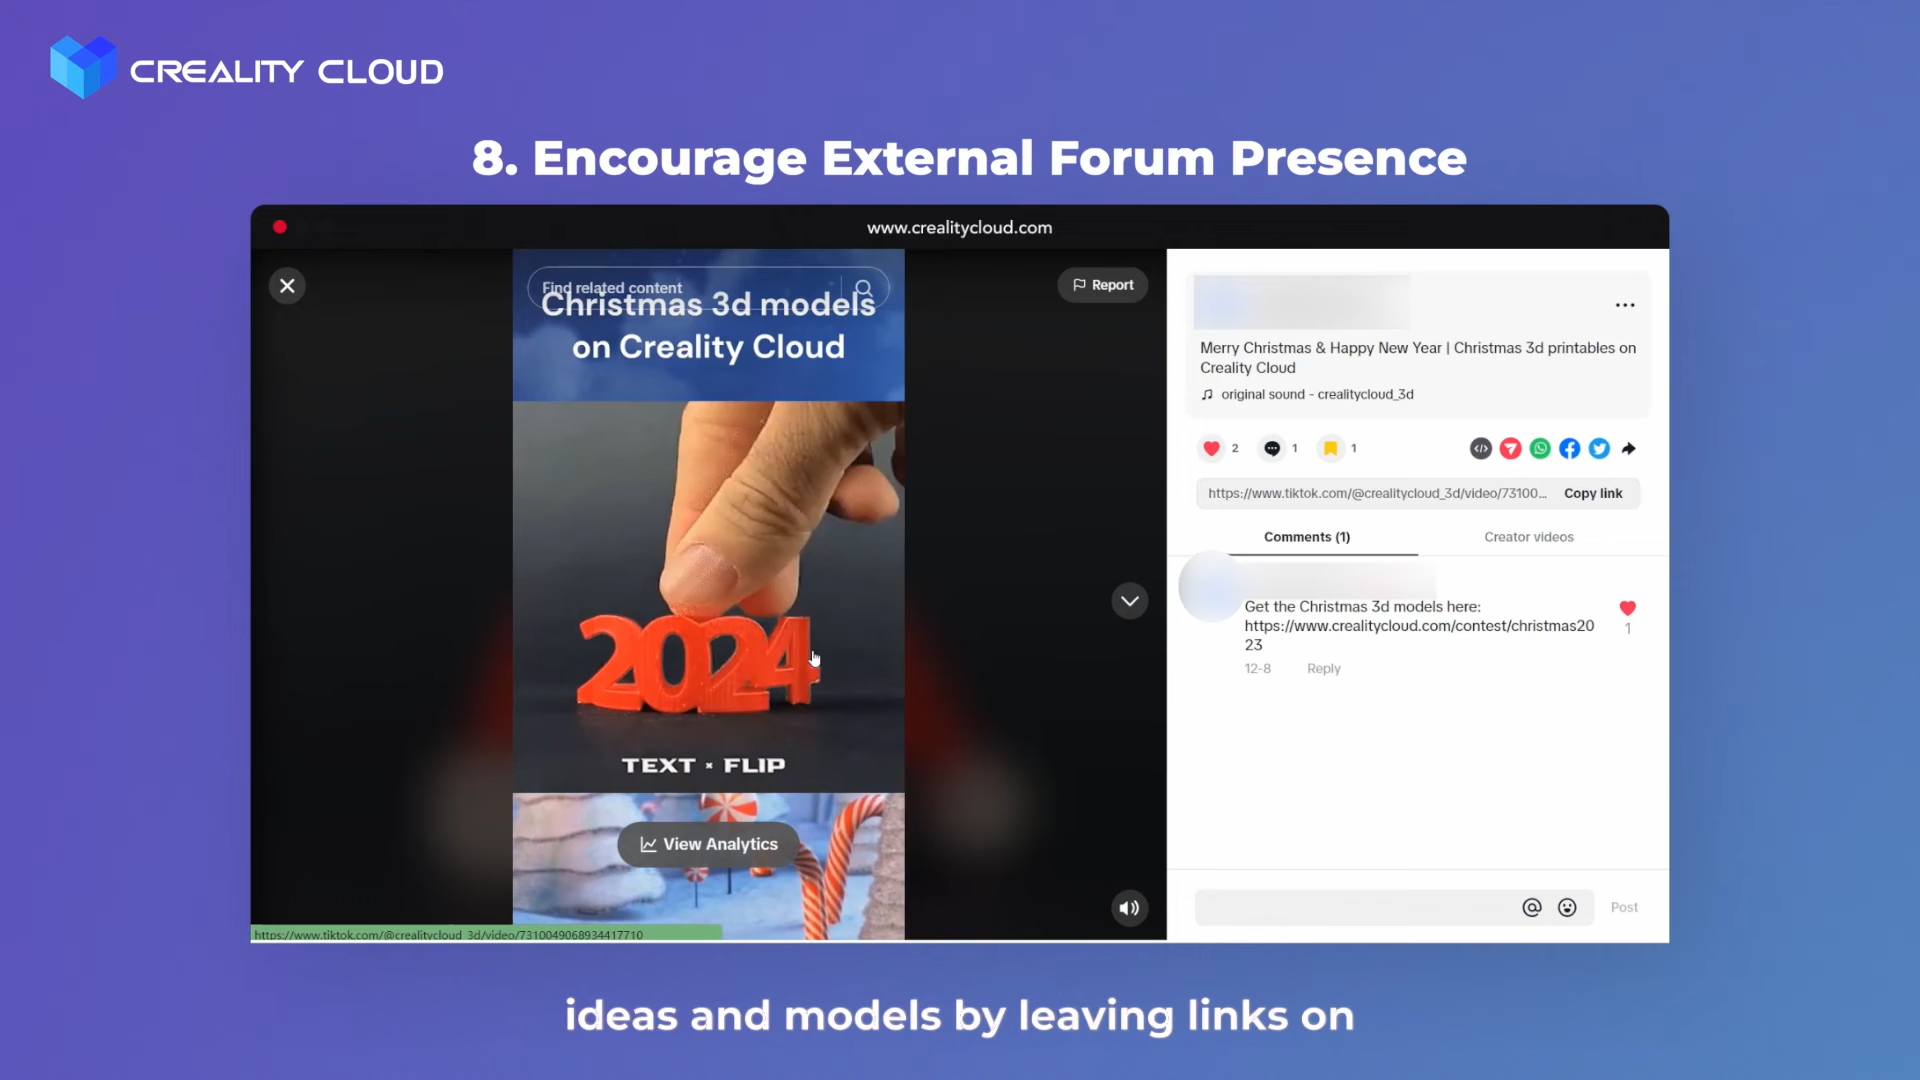 CREALITY CLOUD
8. Encourage External Forum Presence
www.crealitycloud.com
Find related content
Christmas 3d models
on Creality Cloud
Report
2024
TEXT × FLIP
View Analytics
https://www.tiktok.com/@crealitycloud_3d/video/7310049068934417710
Merry Christmas & Happy New Year | Christmas 3d printables on
Creality Cloud
original sound - crealitycloud_3d
2
1
1
https://www.tiktok.com/@crealitycloud_3d/video/73100...
Copy link
Comments (1)
Creator videos
Get the Christmas 3d models here:
https://www.crealitycloud.com/contest/christmas20
23
1
12-8
Reply
Post
ideas and models by leaving links on